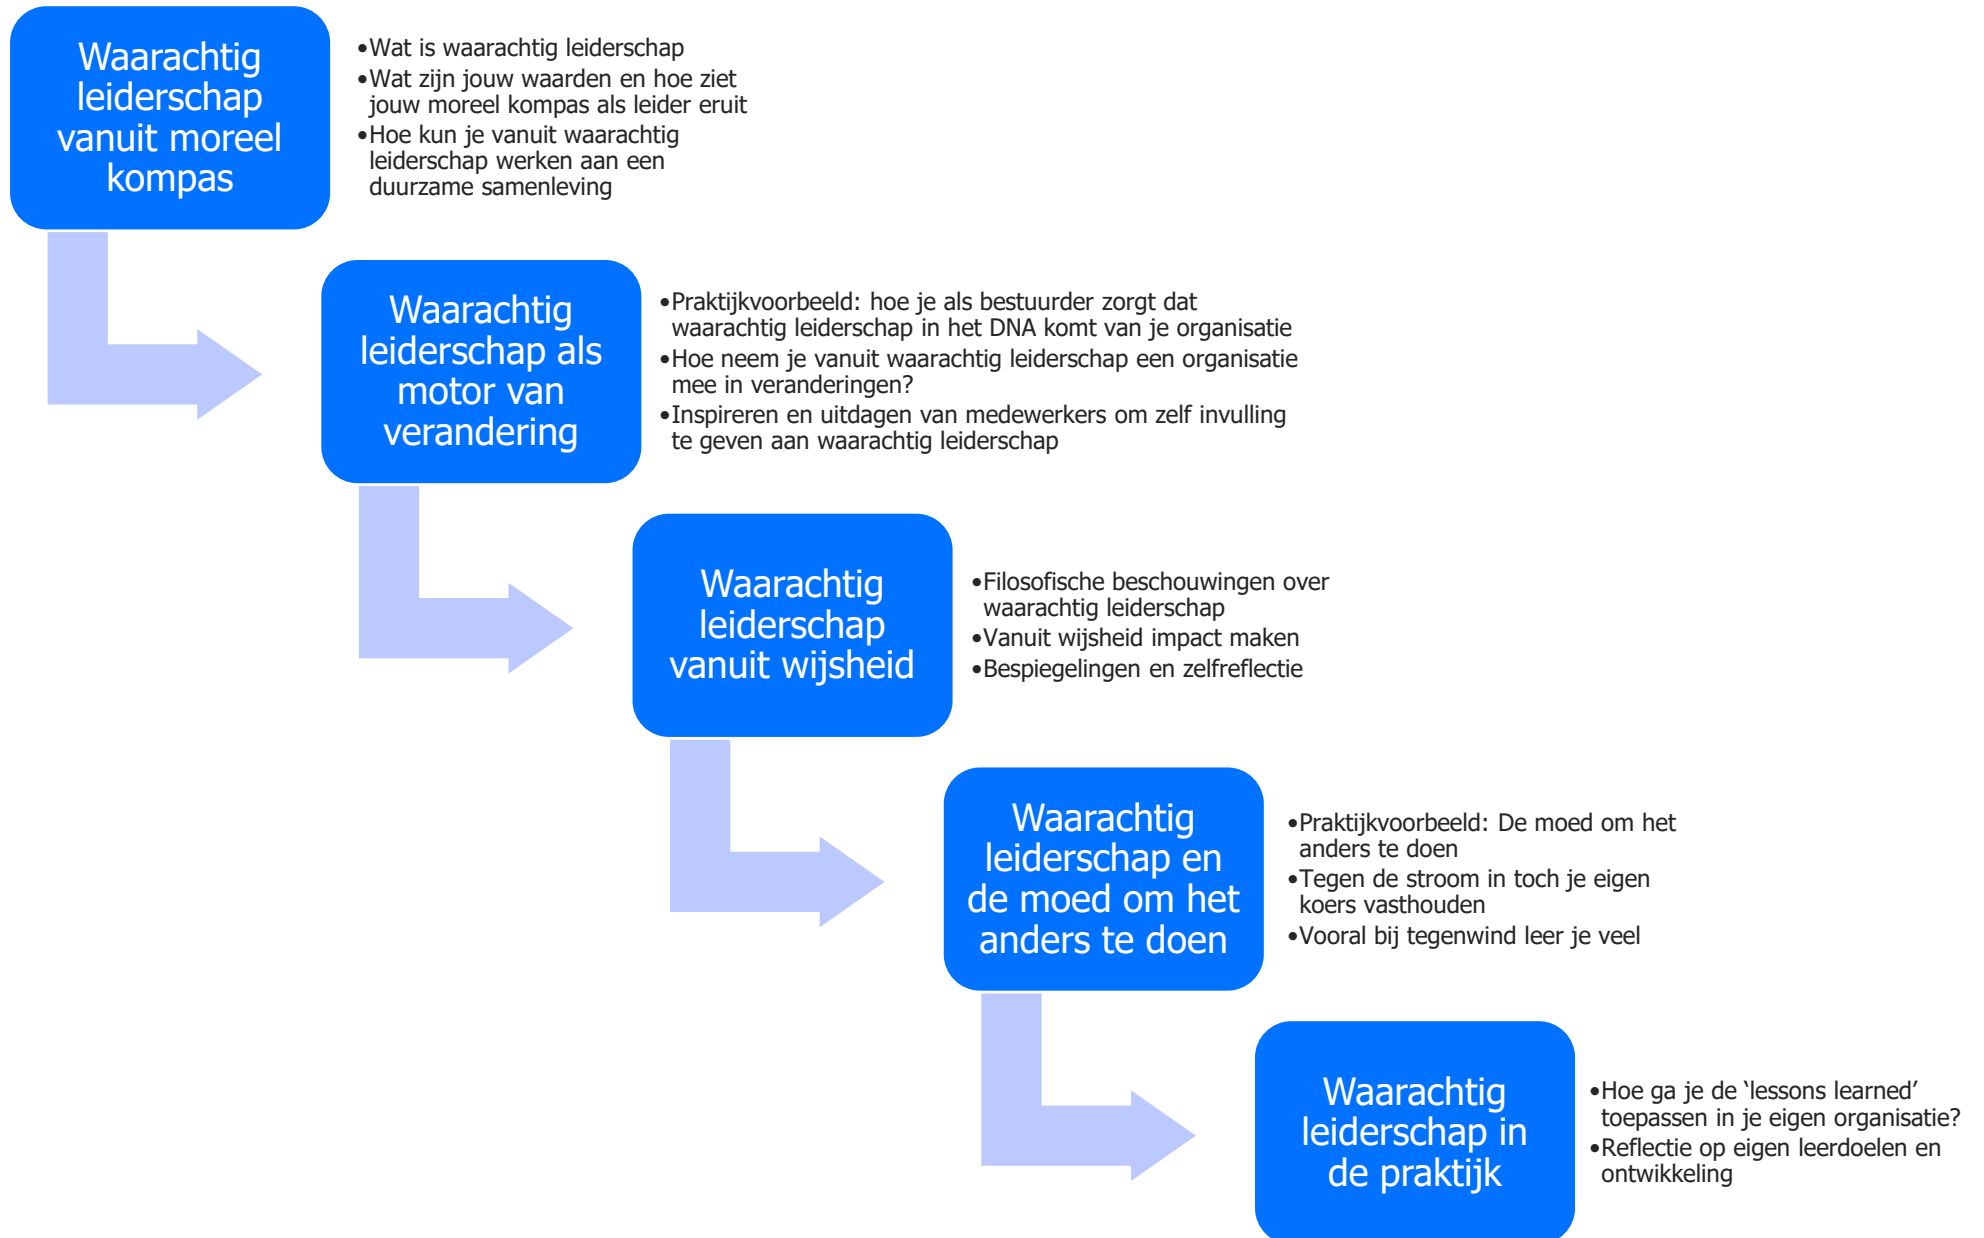 Waarachtig
leiderschap
vanuit moreel
kompas
•Wat is waarachtig leiderschap
•Wat zijn jouw waarden en hoe ziet
jouw moreel kompas als leider eruit
•Hoe kun je vanuit waarachtig
leiderschap werken aan een
duurzame samenleving
Waarachtig
leiderschap als
motor van
verandering
•Praktijkvoorbeeld: hoe je als bestuurder zorgt dat
waarachtig leiderschap in het DNA komt van je organisatie
•Hoe neem je vanuit waarachtig leiderschap een organisatie
mee in veranderingen?
•Inspireren en uitdagen van medewerkers om zelf invulling
te geven aan waarachtig leiderschap
Waarachtig
leiderschap
vanuit wijsheid
•Filosofische beschouwingen over
waarachtig leiderschap
•Vanuit wijsheid impact maken
•Bespiegelingen en zelfreflectie
Waarachtig
leiderschap en
de moed om het
anders te doen
•Praktijkvoorbeeld: De moed om het
anders te doen
•Tegen de stroom in toch je eigen
koers vasthouden
•Vooral bij tegenwind leer je veel
Waarachtig
leiderschap in
de praktijk
•Hoe ga je de ‘lessons learned’
toepassen in je eigen organisatie?
•Reflectie op eigen leerdoelen en
ontwikkeling